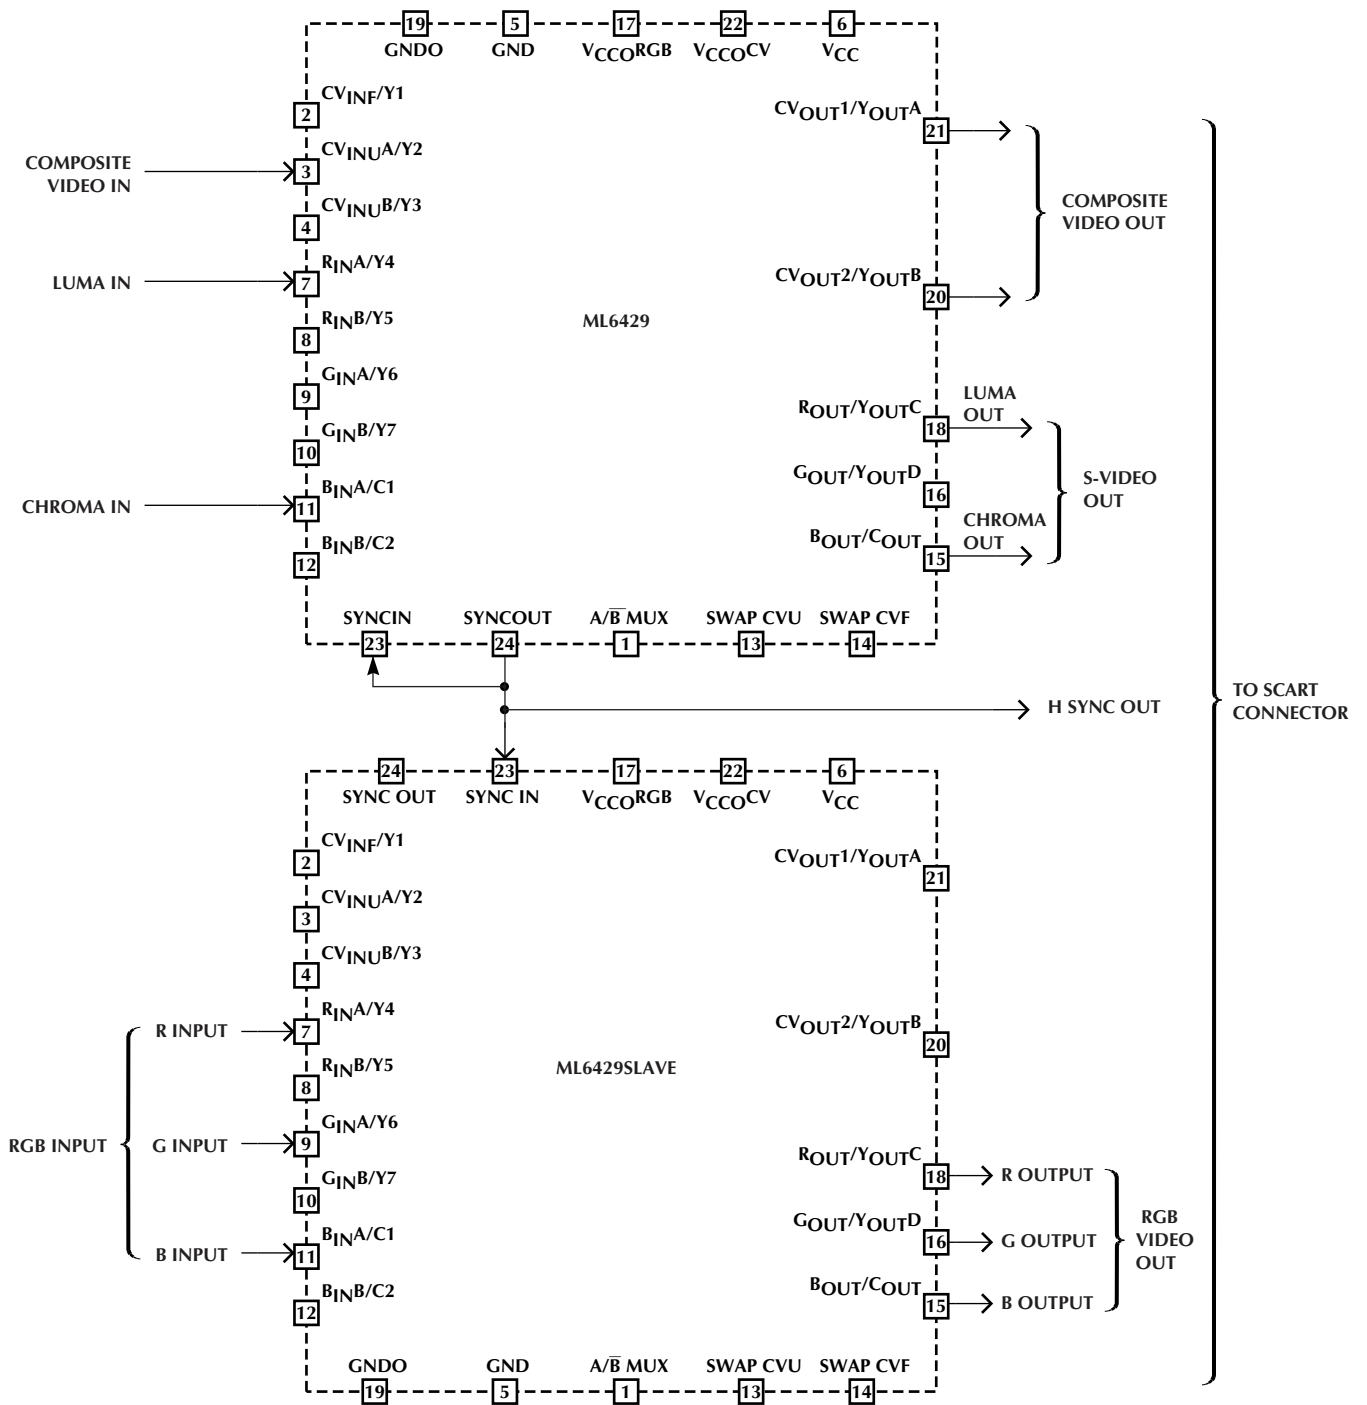 19 5 17 22 6
GNDO GND VCCORGB VCCOCV VCC
CVINF/Y1
2
CVOUT1/YOUTA
21
CVINUA/Y2
COMPOSITE
VIDEO IN
3
CVINUB/Y3
4
COMPOSITE
VIDEO OUT
RINA/Y4
LUMA IN
7
CVOUT2/YOUTB
20
RINB/Y5
8
ML6429
GINA/Y6
9
LUMA
OUT
ROUT/YOUTC
18
GINB/Y7
10
GOUT/YOUTD
16
S-VIDEO
OUT
BINA/C1
CHROMA IN
11
CHROMA
OUT
BOUT/COUT
15
BINB/C2
12
SYNCIN SYNCOUT A/B̅ MUX SWAP CVU SWAP CVF
23 24 1 13 14
H SYNC OUT
TO SCART
CONNECTOR
24 23 17 22 6
SYNC OUT SYNC IN VCCORGB VCCOCV VCC
CVINF/Y1
2
CVOUT1/YOUTA
21
CVINUA/Y2
3
CVINUB/Y3
4
RINA/Y4
R INPUT
7
CVOUT2/YOUTB
20
RINB/Y5
8
ML6429SLAVE
GINA/Y6
RGB INPUT
G INPUT
9
ROUT/YOUTC
18
R OUTPUT
GINB/Y7
10
GOUT/YOUTD
16
G OUTPUT
RGB
VIDEO
OUT
BINA/C1
B INPUT
11
BOUT/COUT
15
B OUTPUT
BINB/C2
12
GNDO GND A/B̅ MUX SWAP CVU SWAP CVF
19 5 1 13 14